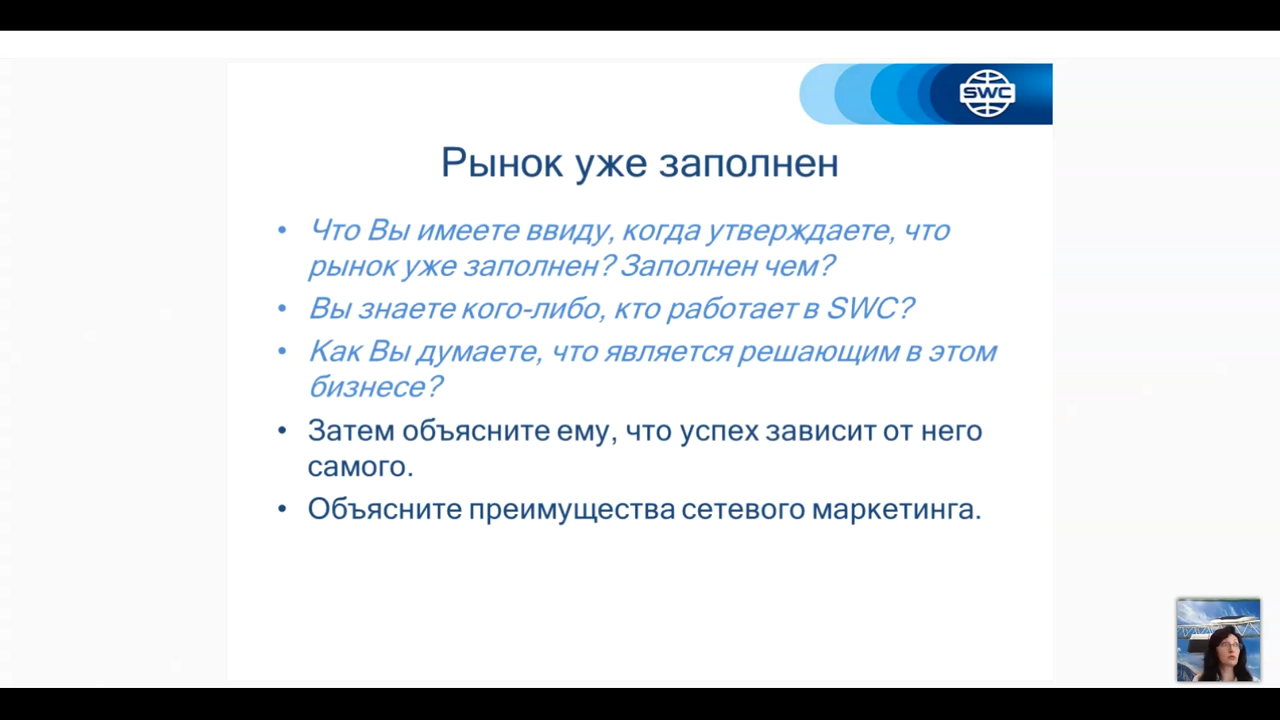 SWC
Рынок уже заполнен
• Что Вы имеете ввиду, когда утверждаете, что
рынок уже заполнен? Заполнен чем?
• Вы знаете кого-либо, кто работает в SWC?
• Как Вы думаете, что является решающим в этом
бизнесе?
• Затем объясните ему, что успех зависит от него
самого.
• Объясните преимущества сетевого маркетинга.